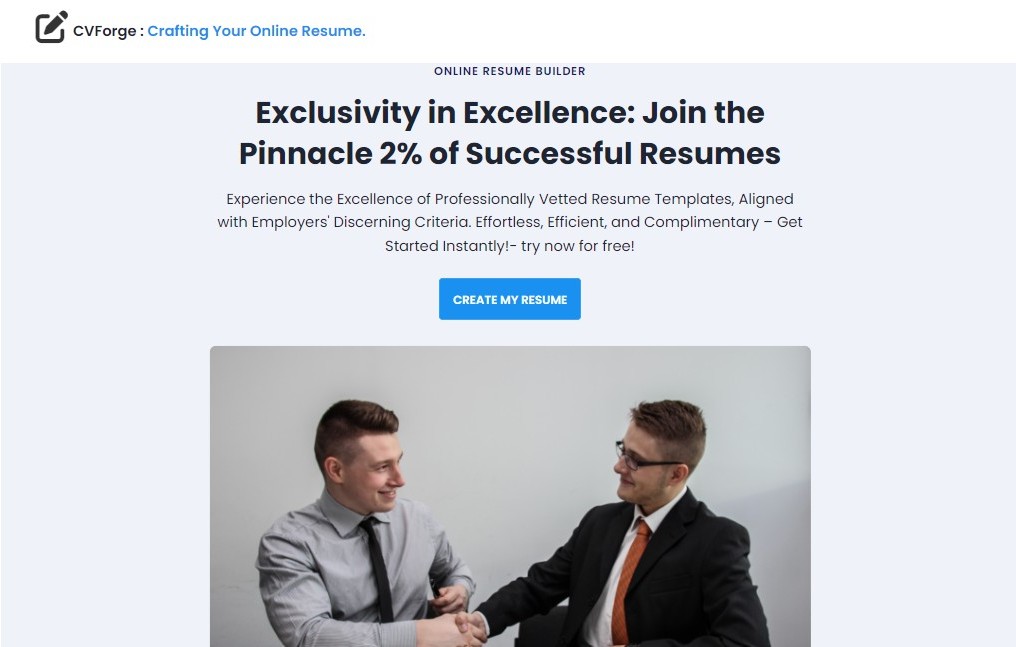 CVForge : Crafting Your Online Resume.
ONLINE RESUME BUILDER
Exclusivity in Excellence: Join the
Pinnacle 2% of Successful Resumes
Experience the Excellence of Professionally Vetted Resume Templates, Aligned
with Employers' Discerning Criteria. Effortless, Efficient, and Complimentary – Get
Started Instantly!- try now for free!
CREATE MY RESUME